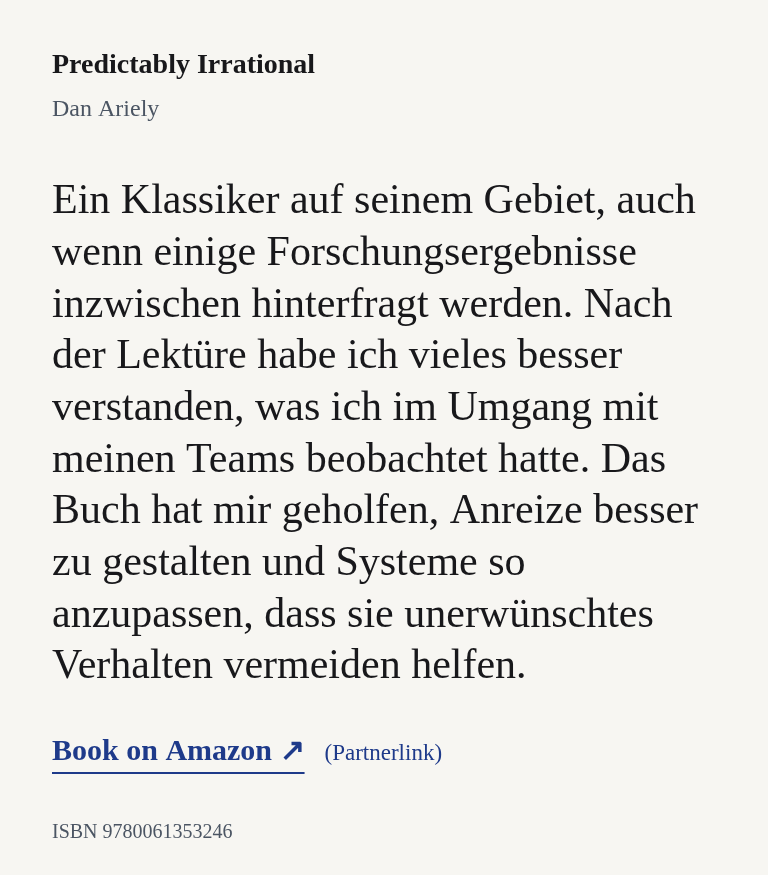 Predictably Irrational
Dan Ariely
Ein Klassiker auf seinem Gebiet, auch
wenn einige Forschungsergebnisse
inzwischen hinterfragt werden. Nach
der Lektüre habe ich vieles besser
verstanden, was ich im Umgang mit
meinen Teams beobachtet hatte. Das
Buch hat mir geholfen, Anreize besser
zu gestalten und Systeme so
anzupassen, dass sie unerwünschtes
Verhalten vermeiden helfen.
Book on Amazon ↗ (Partnerlink)
ISBN 9780061353246